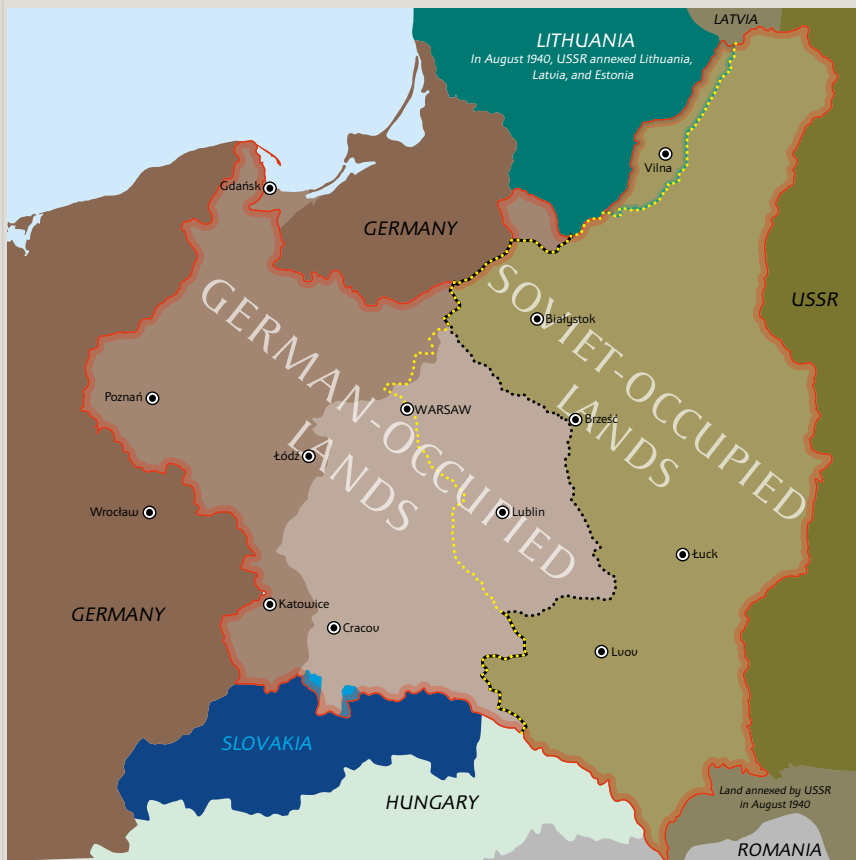 LATVIA
LITHUANIA
In August 1940, USSR annexed Lithuania,
Latvia, and Estonia
Vilna
Gdańsk
GERMANY
USSR
SOVIET-OCCUPIED
LANDS
GERMAN-OCCUPIED
LANDS
Białystok
Poznań
WARSAW
Brześć
Łódź
Wrocław
Lublin
Łuck
GERMANY
Katowice
Cracow
Lvov
SLOVAKIA
HUNGARY
Land annexed by USSR
in August 1940
ROMANIA